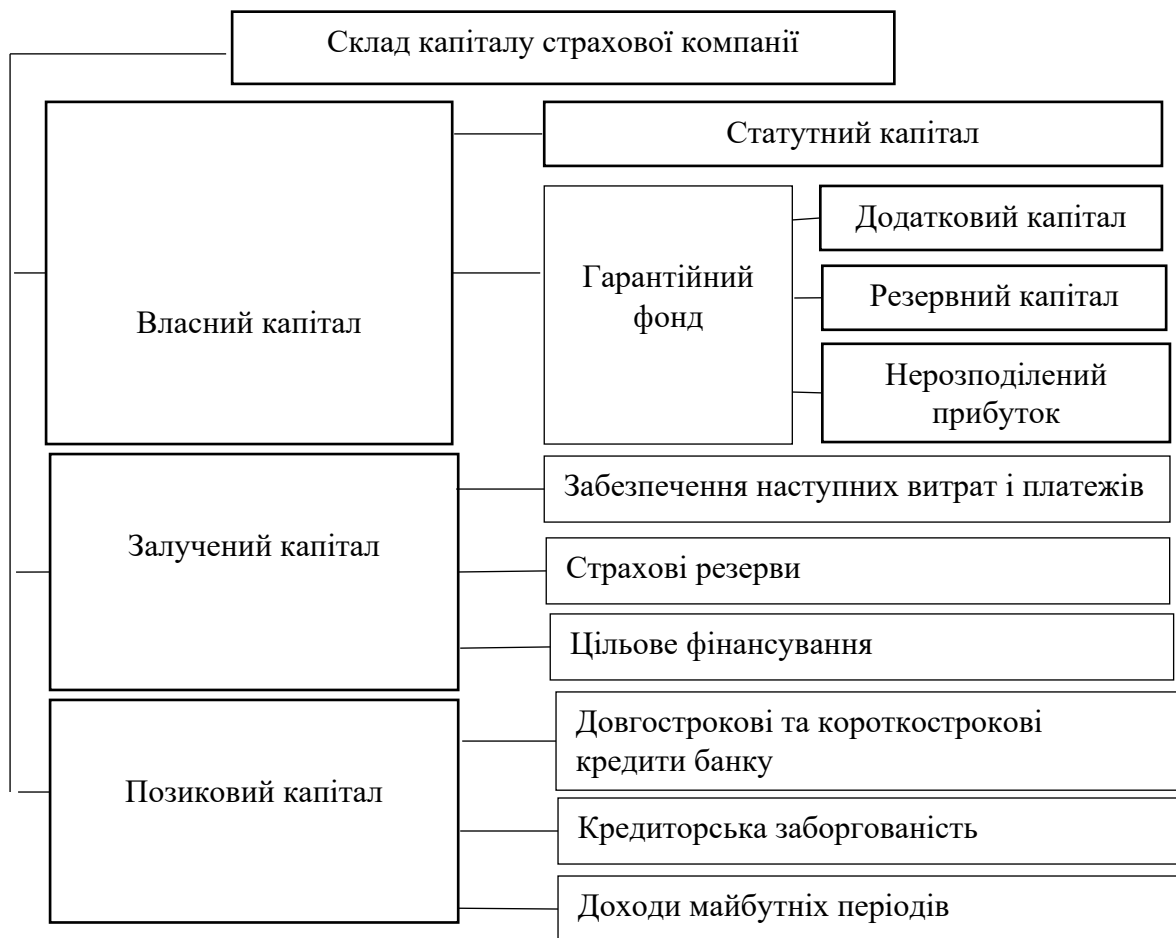 Склад капіталу страхової компанії
Власний капітал
Статутний капітал
Гарантійний
фонд
Додатковий капітал
Резервний капітал
Нерозподілений
прибуток
Залучений капітал
Забезпечення наступних витрат і платежів
Страхові резерви
Цільове фінансування
Позиковий капітал
Довгострокові та короткострокові
кредити банку
Кредиторська заборгованість
Доходи майбутніх періодів